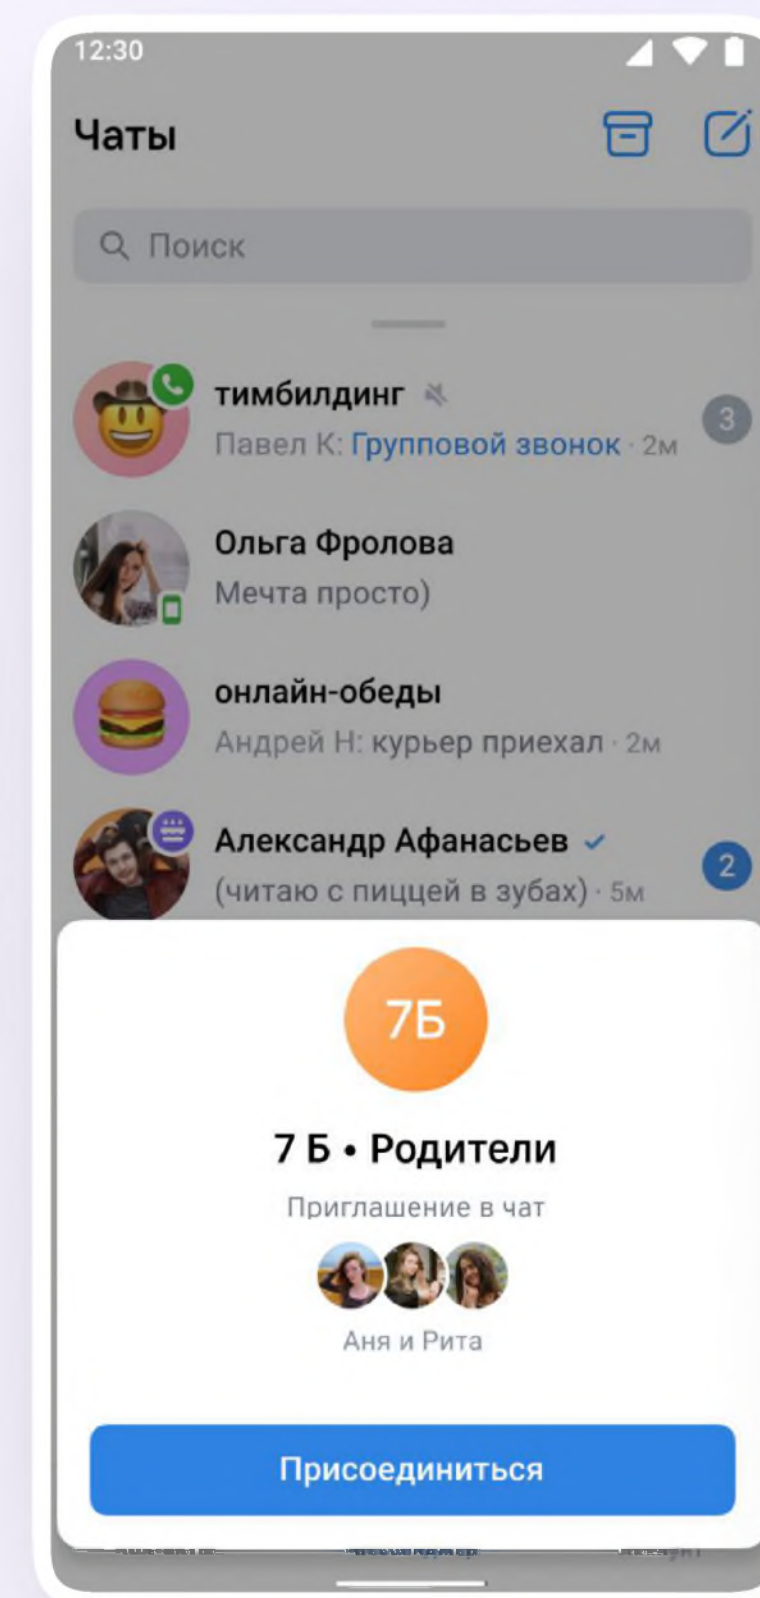 12:30
Чаты
Поиск
тимбилдинг
Павел К: Групповой звонок · 2м
3
Ольга Фролова
Мечта просто)
онлайн-обеды
Андрей Н: курьер приехал · 2м
Александр Афанасьев
(читаю с пиццей в зубах) · 5м
2
7Б
7 Б • Родители
Приглашение в чат
Аня и Рита
Присоединиться